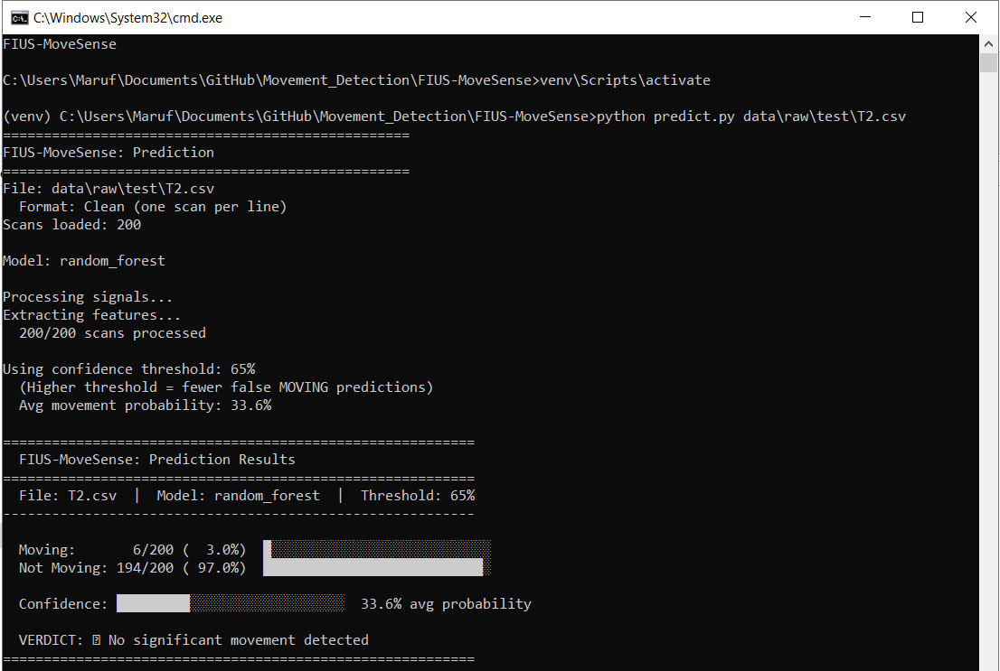 C:\Windows\System32\cmd.exe
FIUS-MoveSense
C:\Users\Maruf\Documents\GitHub\Movement_Detection\FIUS-MoveSense>venv\Scripts\activate
(venv) C:\Users\Maruf\Documents\GitHub\Movement_Detection\FIUS-MoveSense>python predict.py data\raw\test\T2.csv
==================================================
FIUS-MoveSense: Prediction
==================================================
File: data\raw\test\T2.csv
  Format: Clean (one scan per line)
Scans loaded: 200
Model: random_forest
Processing signals...
Extracting features...
  200/200 scans processed
Using confidence threshold: 65%
  (Higher threshold = fewer false MOVING predictions)
  Avg movement probability: 33.6%
==========================================================
  FIUS-MoveSense: Prediction Results
==========================================================
  File: T2.csv  |  Model: random_forest  |  Threshold: 65%
----------------------------------------------------------
  Moving:       6/200 (  3.0%)
  Not Moving: 194/200 ( 97.0%)
  Confidence: 33.6% avg probability
  VERDICT: No significant movement detected
==========================================================